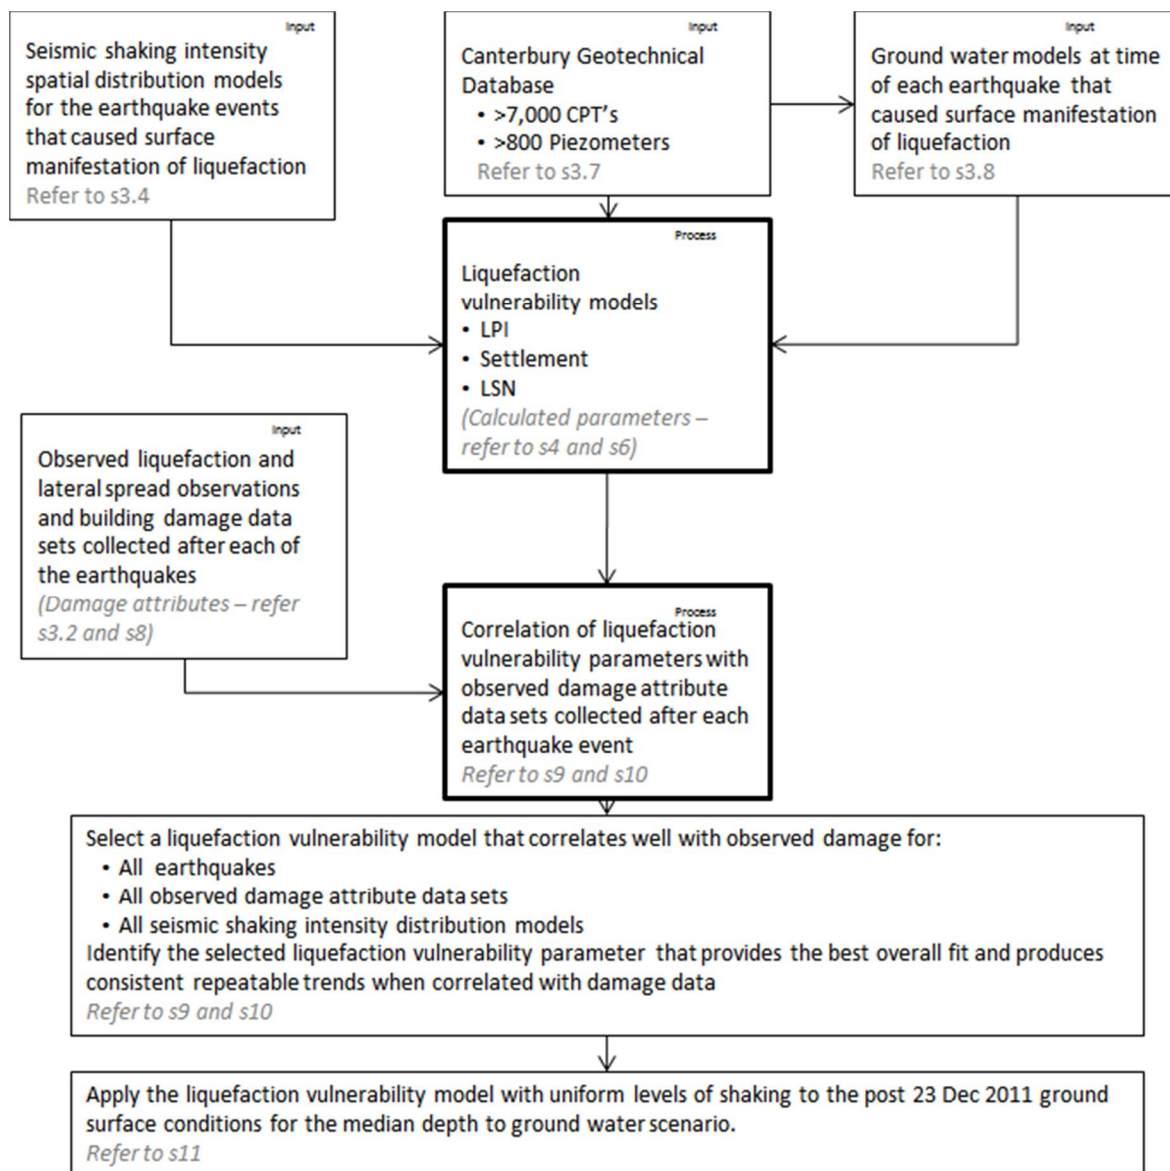 Input
Seismic shaking intensity
spatial distribution models
for the earthquake events
that caused surface
manifestation of liquefaction
Refer to s3.4
Input
Canterbury Geotechnical
Database
• >7,000 CPT's
• >800 Piezometers
Refer to s3.7
Input
Ground water models at time
of each earthquake that
caused surface manifestation
of liquefaction
Refer to s3.8
Process
Liquefaction
vulnerability models
• LPI
• Settlement
• LSN
(Calculated parameters –
refer to s4 and s6)
Input
Observed liquefaction and
lateral spread observations
and building damage data
sets collected after each of
the earthquakes
(Damage attributes – refer
s3.2 and s8)
Process
Correlation of liquefaction
vulnerability parameters with
observed damage attribute
data sets collected after each
earthquake event
Refer to s9 and s10
Select a liquefaction vulnerability model that correlates well with observed damage for:
• All earthquakes
• All observed damage attribute data sets
• All seismic shaking intensity distribution models
Identify the selected liquefaction vulnerability parameter that provides the best overall fit and produces
consistent repeatable trends when correlated with damage data
Refer to s9 and s10
Apply the liquefaction vulnerability model with uniform levels of shaking to the post 23 Dec 2011 ground
surface conditions for the median depth to ground water scenario.
Refer to s11